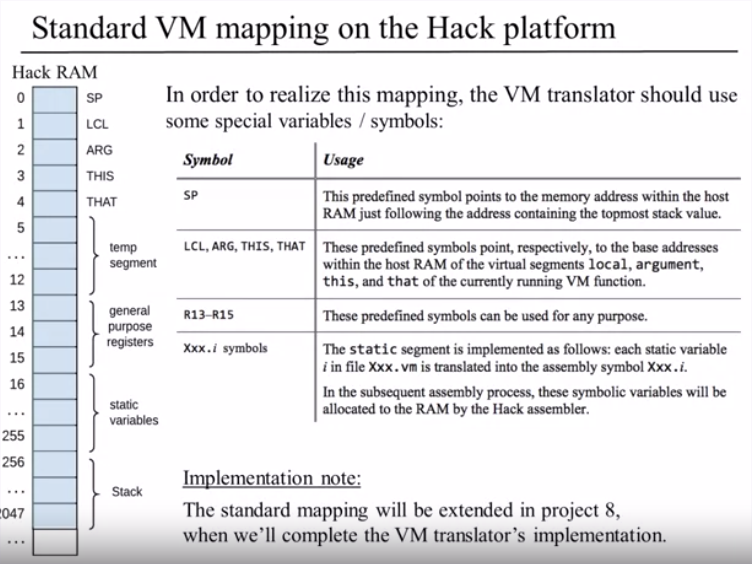 Standard VM mapping on the Hack platform
Hack RAM
0 SP
1 LCL
2 ARG
3 THIS
4 THAT
5
temp
... segment
12
13 general
14 purpose
registers
15
16
static
... variables
255
256
... Stack
2047
...
In order to realize this mapping, the VM translator should use
some special variables / symbols:
Symbol Usage
SP This predefined symbol points to the memory address within the host
RAM just following the address containing the topmost stack value.
LCL, ARG, THIS, THAT These predefined symbols point, respectively, to the base addresses
within the host RAM of the virtual segments local, argument,
this, and that of the currently running VM function.
R13–R15 These predefined symbols can be used for any purpose.
Xxx.i symbols The static segment is implemented as follows: each static variable
i in file Xxx.vm is translated into the assembly symbol Xxx.i.
In the subsequent assembly process, these symbolic variables will be
allocated to the RAM by the Hack assembler.
Implementation note:
The standard mapping will be extended in project 8,
when we’ll complete the VM translator’s implementation.